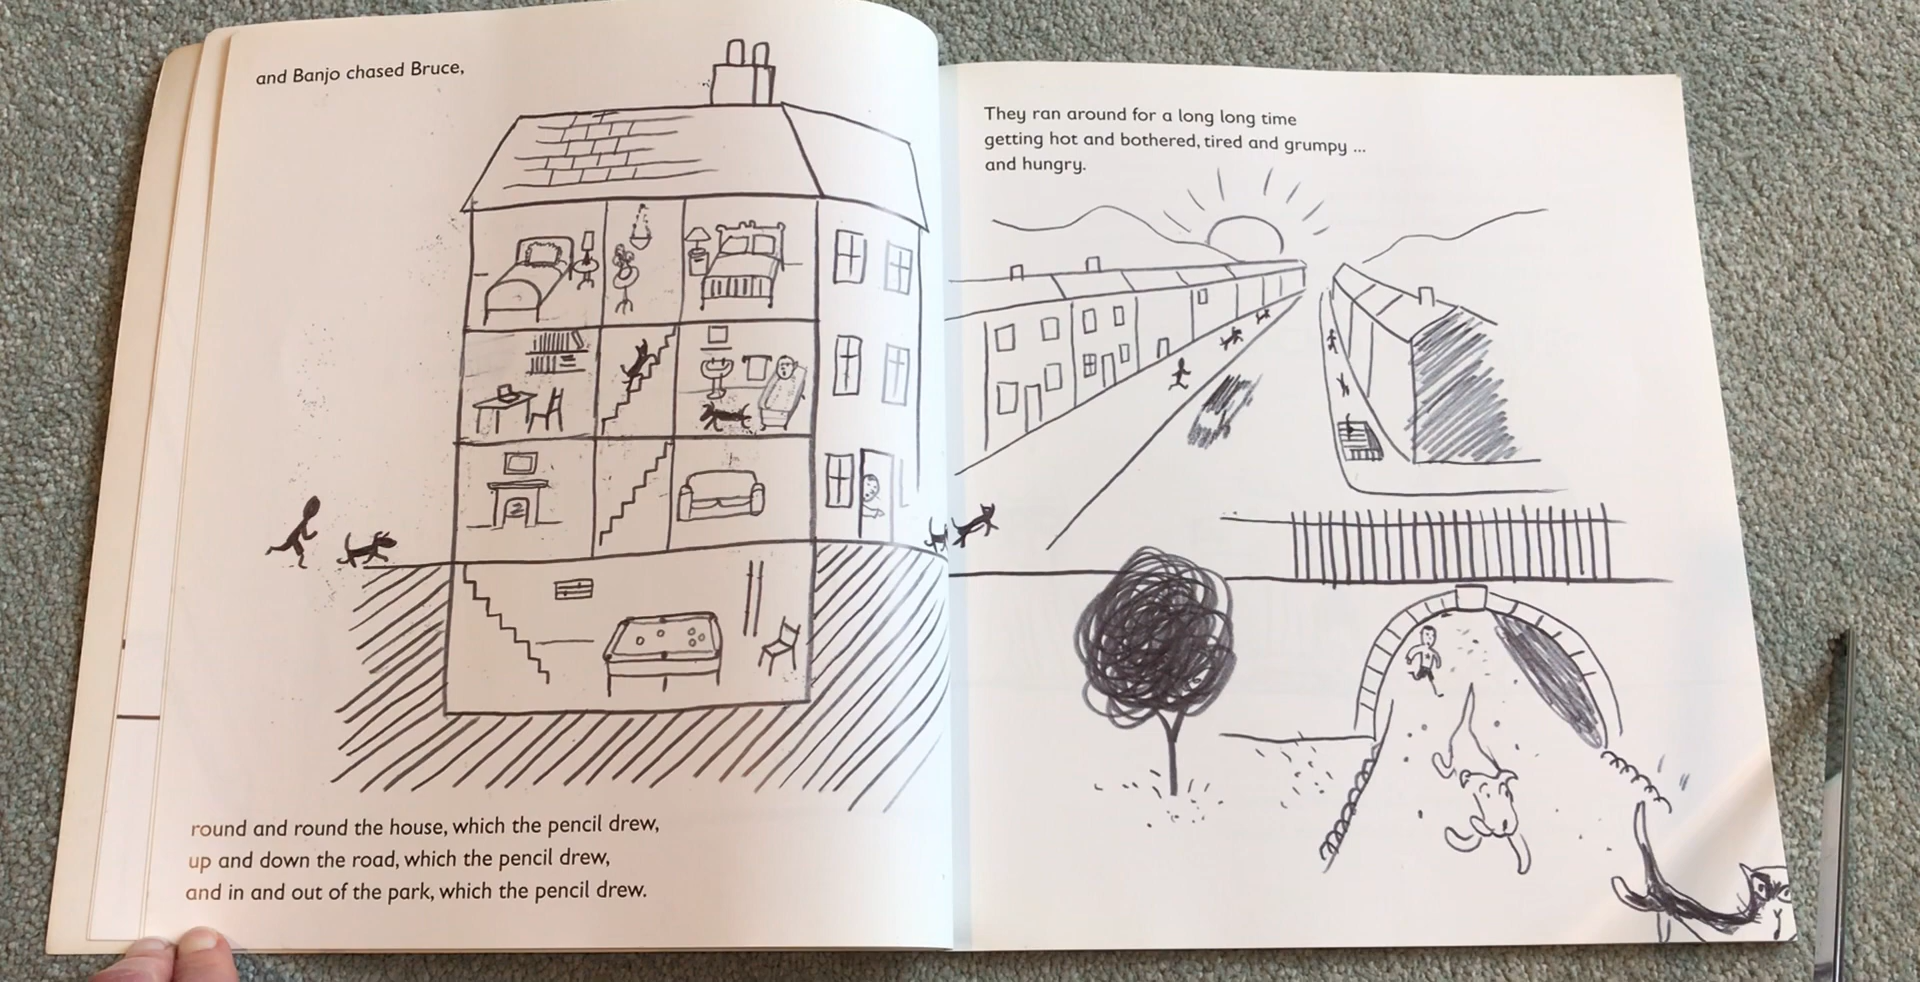 and Banjo chased Bruce,
round and round the house, which the pencil drew,
up and down the road, which the pencil drew,
and in and out of the park, which the pencil drew.
They ran around for a long long time
getting hot and bothered, tired and grumpy ...
and hungry.